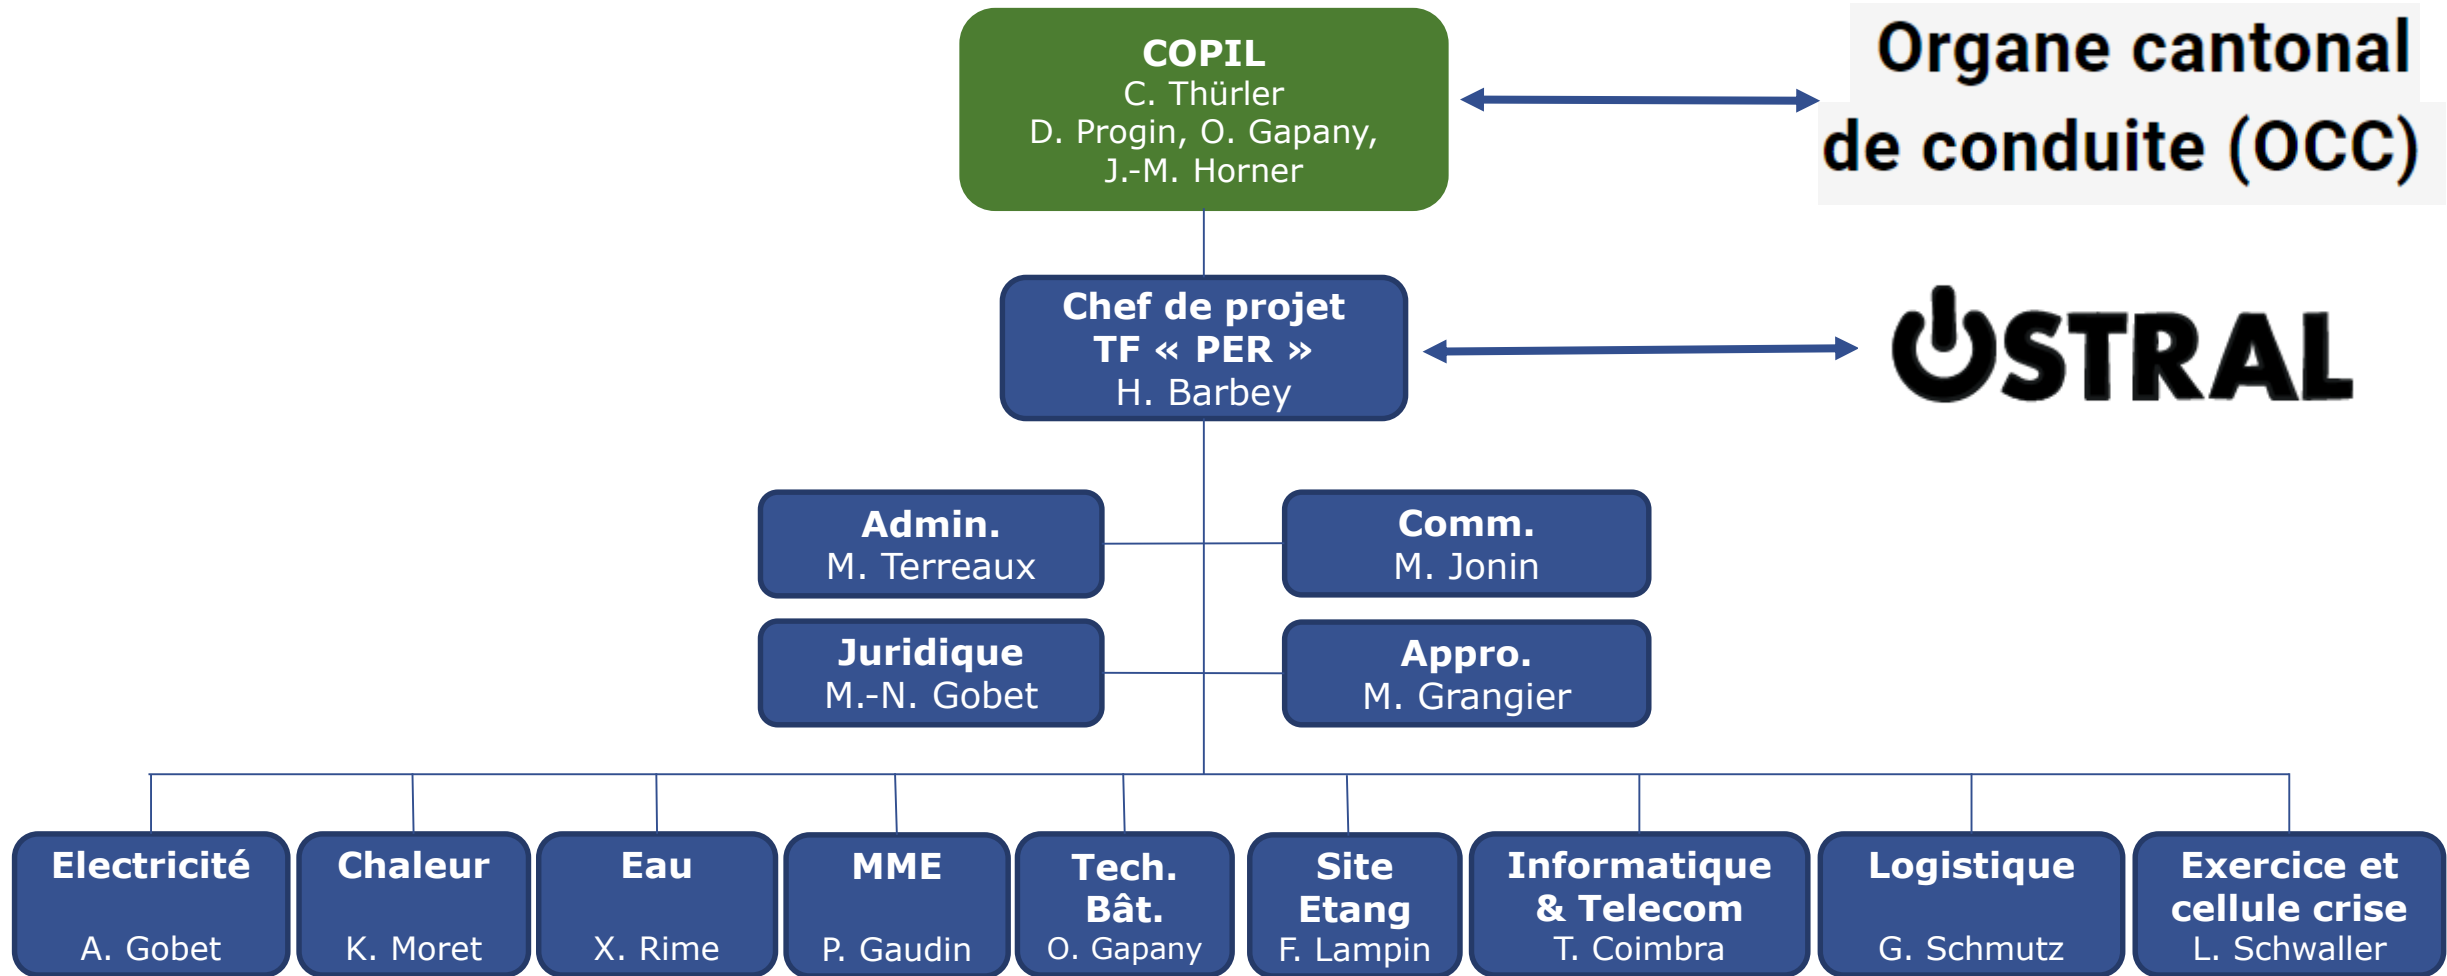 COPIL
C. Thürler
D. Progin, O. Gapany,
J.-M. Horner
Organe cantonal
de conduite (OCC)
Chef de projet
TF « PER »
H. Barbey
OSTRAL
Admin.
M. Terreaux
Comm.
M. Jonin
Juridique
M.-N. Gobet
Appro.
M. Grangier
Electricité
A. Gobet
Chaleur
K. Moret
Eau
X. Rime
MME
P. Gaudin
Tech.
Bât.
O. Gapany
Site
Etang
F. Lampin
Informatique
& Telecom
T. Coimbra
Logistique
G. Schmutz
Exercice et
cellule crise
L. Schwaller